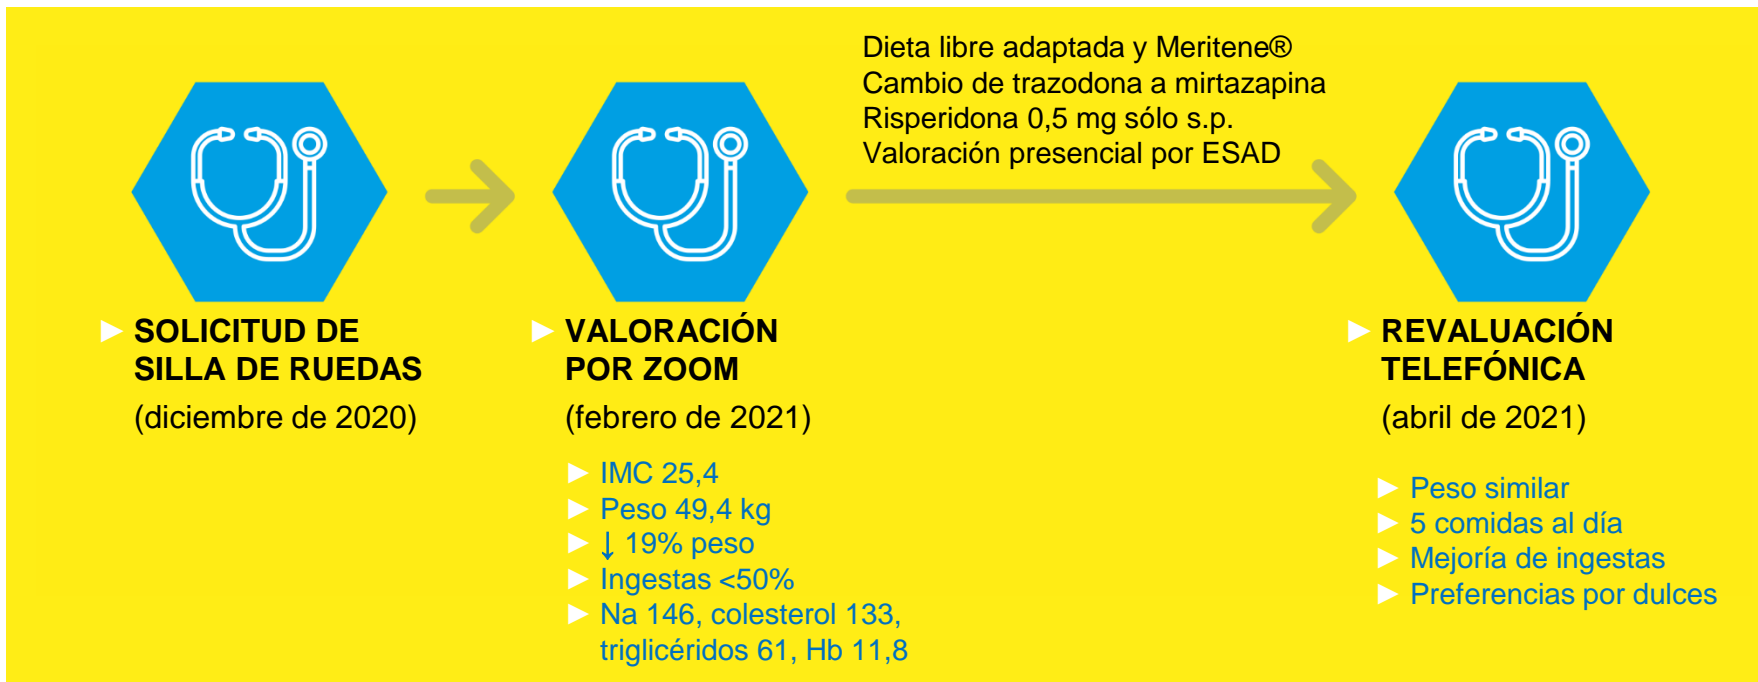 Dieta libre adaptada y Meritene®
Cambio de trazodona a mirtazapina
Risperidona 0,5 mg sólo s.p.
Valoración presencial por ESAD
► SOLICITUD DE
SILLA DE RUEDAS
(diciembre de 2020)
► VALORACIÓN
POR ZOOM
(febrero de 2021)
► IMC 25,4
► Peso 49,4 kg
► ↓ 19% peso
► Ingestas <50%
► Na 146, colesterol 133,
triglicéridos 61, Hb 11,8
► REVALUACIÓN
TELEFÓNICA
(abril de 2021)
► Peso similar
► 5 comidas al día
► Mejoría de ingestas
► Preferencias por dulces